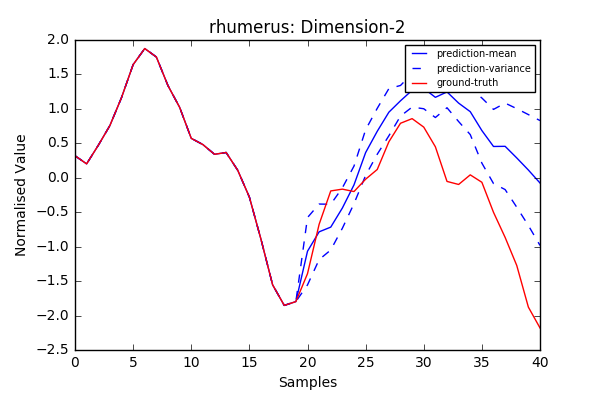 rhumerus: Dimension-2
prediction-mean
prediction-variance
ground-truth
Normalised Value
2.0
1.5
1.0
0.5
0.0
−0.5
−1.0
−1.5
−2.0
−2.5
0 5 10 15 20 25 30 35 40
Samples